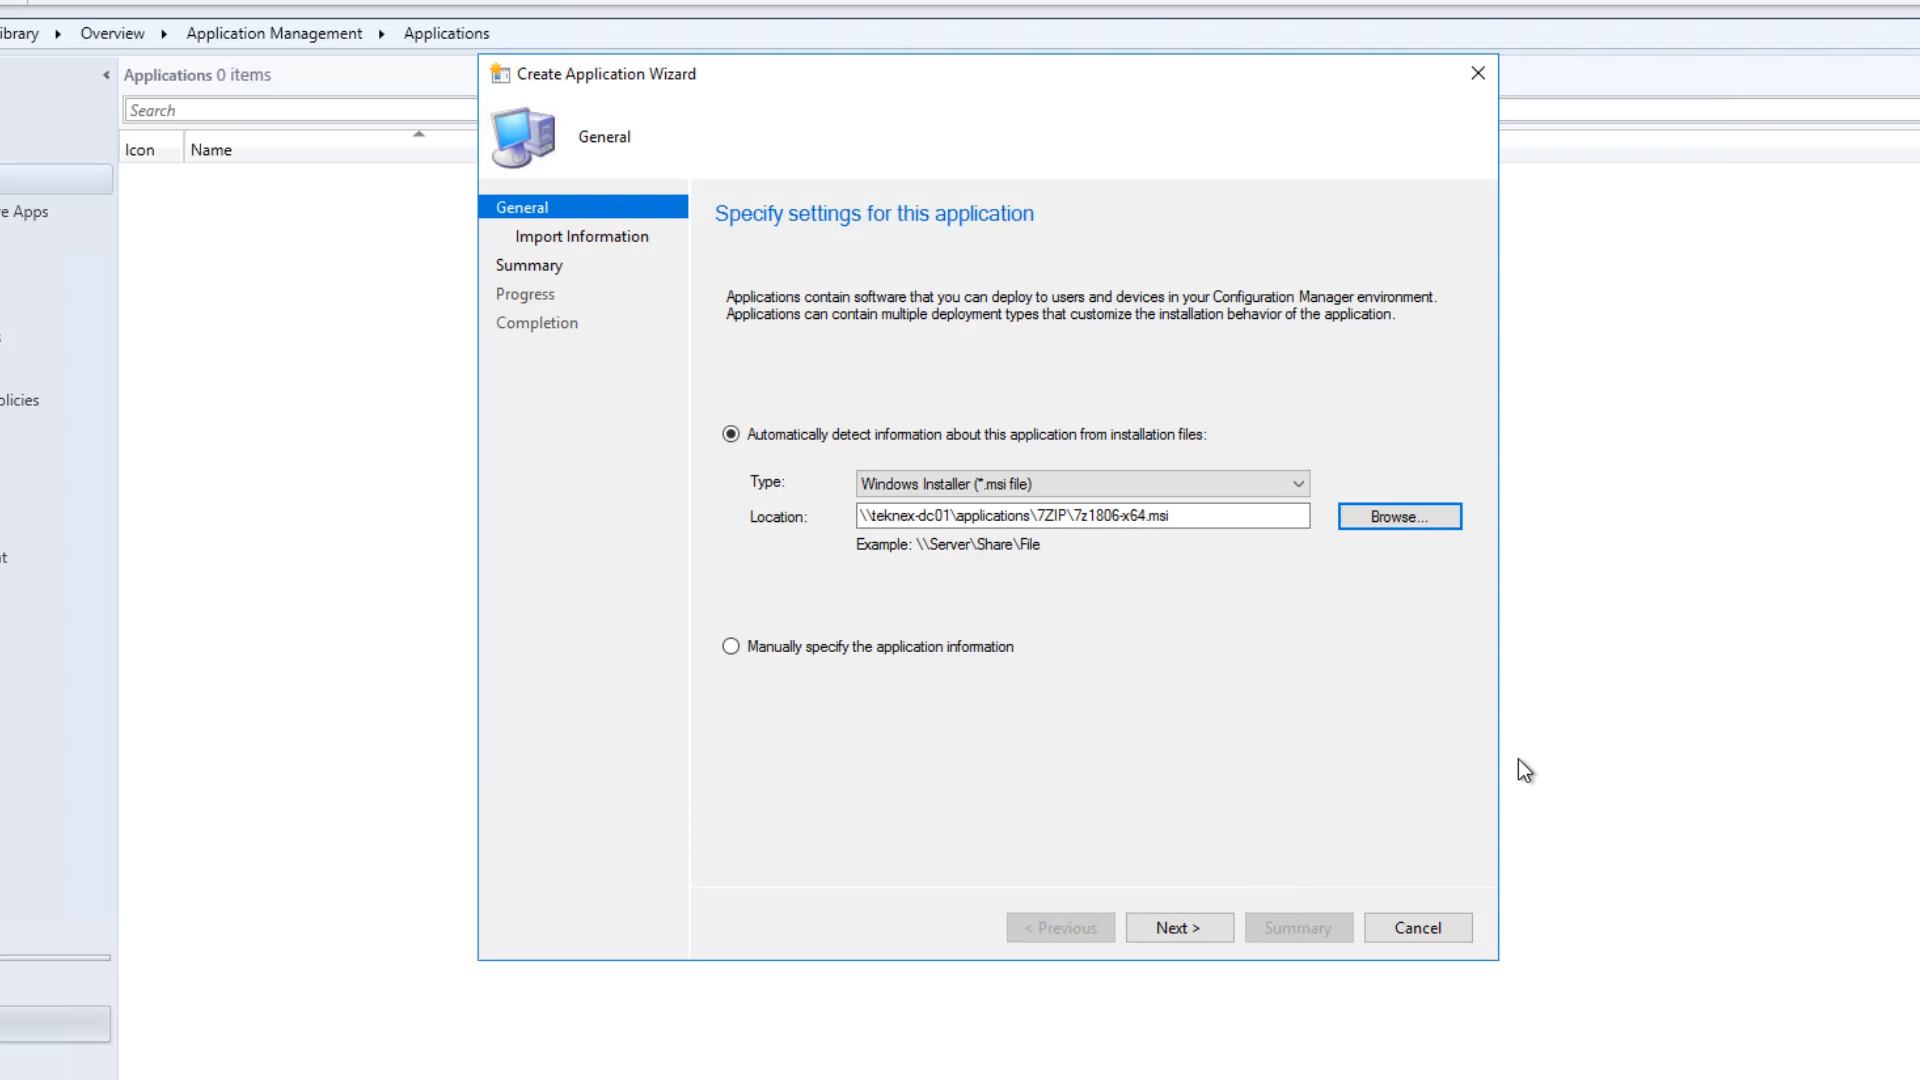 ibrary ▸ Overview ▸ Application Management ▸ Applications
Applications 0 items
Search
Icon Name
e Apps
olicies
Create Application Wizard
General
General
Import Information
Summary
Progress
Completion
Specify settings for this application
Applications contain software that you can deploy to users and devices in your Configuration Manager environment.
Applications can contain multiple deployment types that customize the installation behavior of the application.
Automatically detect information about this application from installation files:
Type: Windows Installer (*.msi file)
Location: \\teknex-dc01\applications\7ZIP\7z1806-x64.msi Browse...
Example: \\Server\Share\File
Manually specify the application information
< Previous Next > Summary Cancel